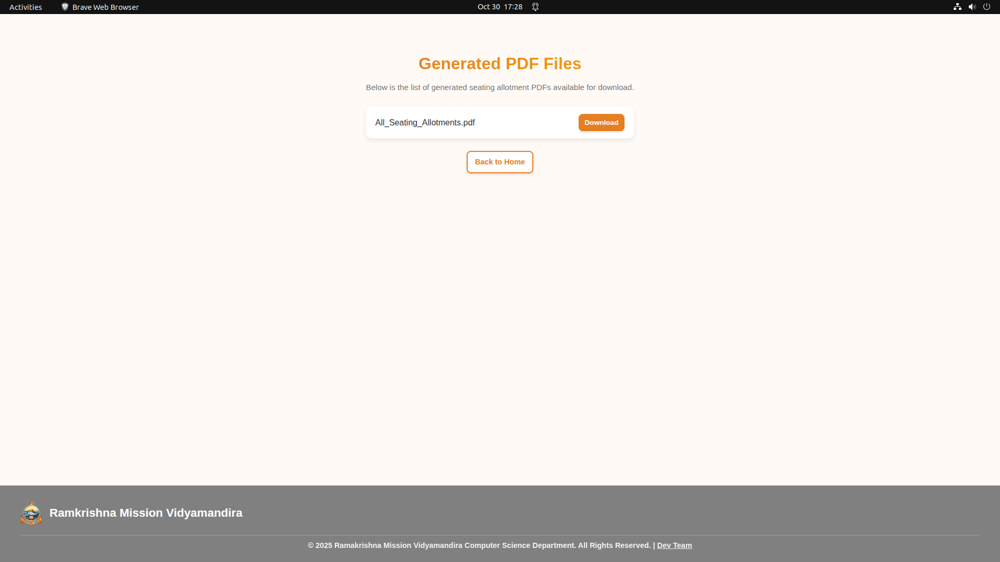 Activities
Brave Web Browser
Oct 30 17:28
Generated PDF Files
Below is the list of generated seating allotment PDFs available for download.
All_Seating_Allotments.pdf
Download
Back to Home
Ramkrishna Mission Vidyamandira
© 2025 Ramakrishna Mission Vidyamandira Computer Science Department. All Rights Reserved. | Dev Team